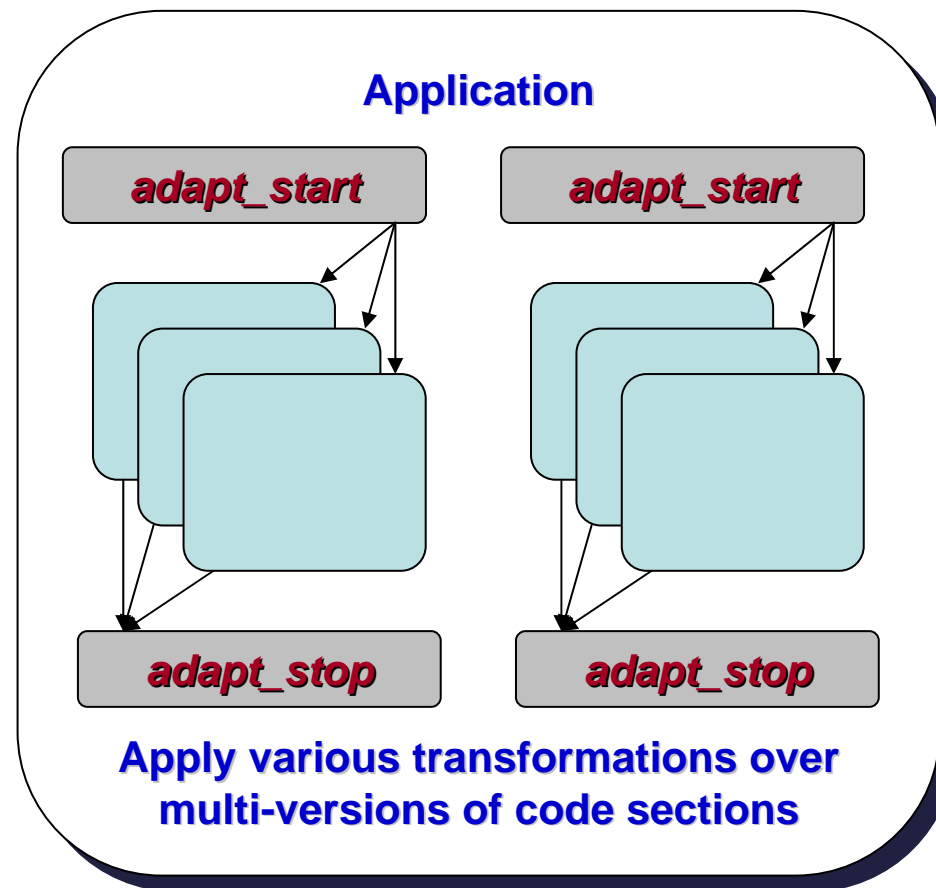 Application
adapt_start
adapt_start
adapt_stop
adapt_stop
Apply various transformations over
multi-versions of code sections